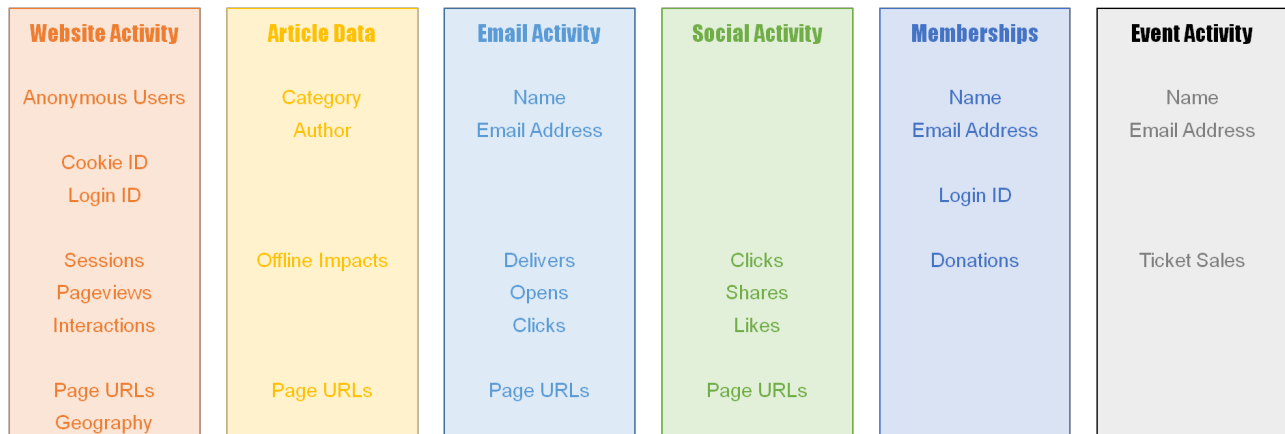 Website Activity
Anonymous Users
Cookie ID
Login ID
Sessions
Pageviews
Interactions
Page URLs
Geography
Article Data
Category
Author
Offline Impacts
Page URLs
Email Activity
Name
Email Address
Delivers
Opens
Clicks
Page URLs
Social Activity
Clicks
Shares
Likes
Page URLs
Memberships
Name
Email Address
Login ID
Donations
Event Activity
Name
Email Address
Ticket Sales